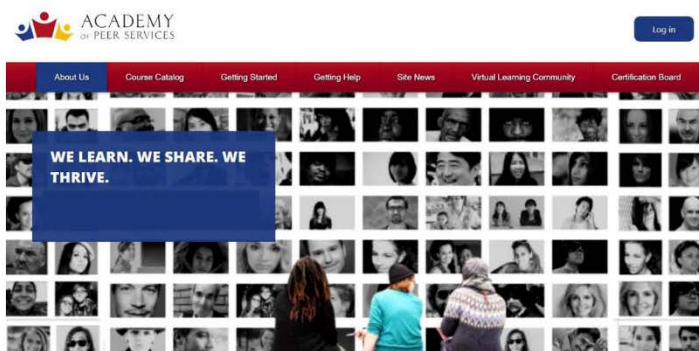 ACADEMY
OF PEER SERVICES
Log in
About Us Course Catalog Getting Started Getting Help Site News Virtual Learning Community Certification Board
WE LEARN. WE SHARE. WE
THRIVE.